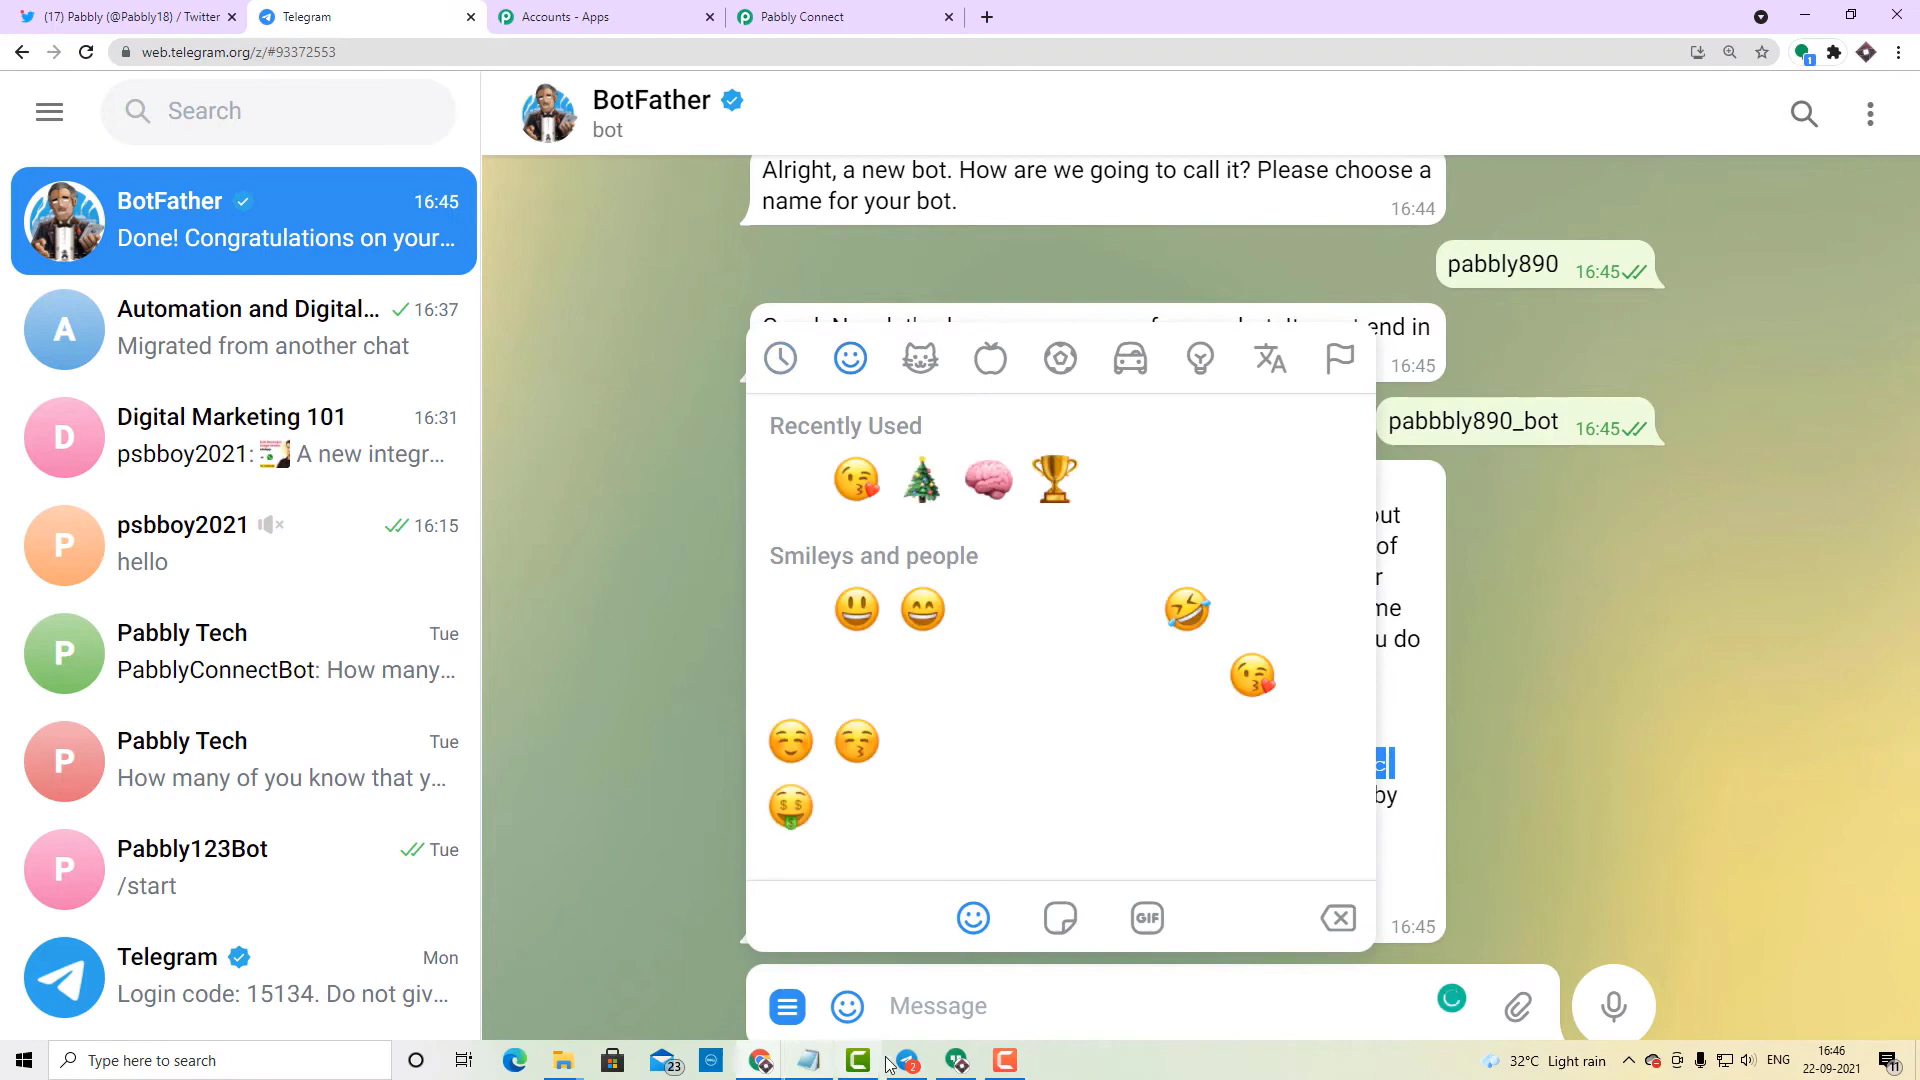 (17) Pabbly (@Pabbly18) / Twitter
Telegram
Accounts - Apps
Pabbly Connect
web.telegram.org/z/#93372553
1
Search
BotFather
bot
BotFather 16:45
Done! Congratulations on your...
Automation and Digital... 16:37
Migrated from another chat
Digital Marketing 101 16:31
psbboy2021: A new integr...
psbboy2021 16:15
hello
Pabbly Tech Tue
PabblyConnectBot: How many...
Pabbly Tech Tue
How many of you know that y...
Pabbly123Bot Tue
/start
Telegram Mon
Login code: 15134. Do not giv...
A
D
P
P
P
P
Alright, a new bot. How are we going to call it? Please choose a
name for your bot.
16:44
pabbly890 16:45
end in
16:45
pabbbly890_bot 16:45
Recently Used
Smileys and people
of
me
u do
by
16:45
GIF
Message
Type here to search
23
DELL
2
32°C Light rain
ENG
16:46
22-09-2021
11